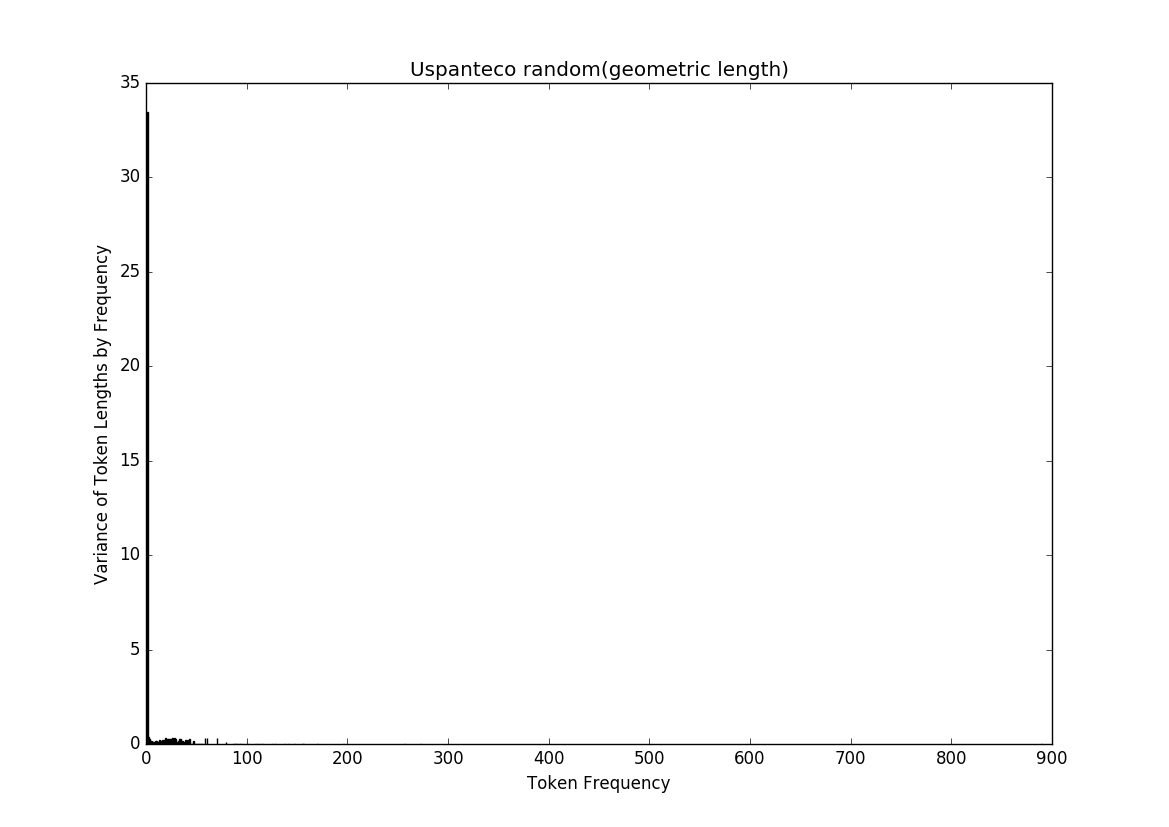 Uspanteco random(geometric length)
35
30
25
20
15
10
5
0
Variance of Token Lengths by Frequency
0 100 200 300 400 500 600 700 800 900
Token Frequency